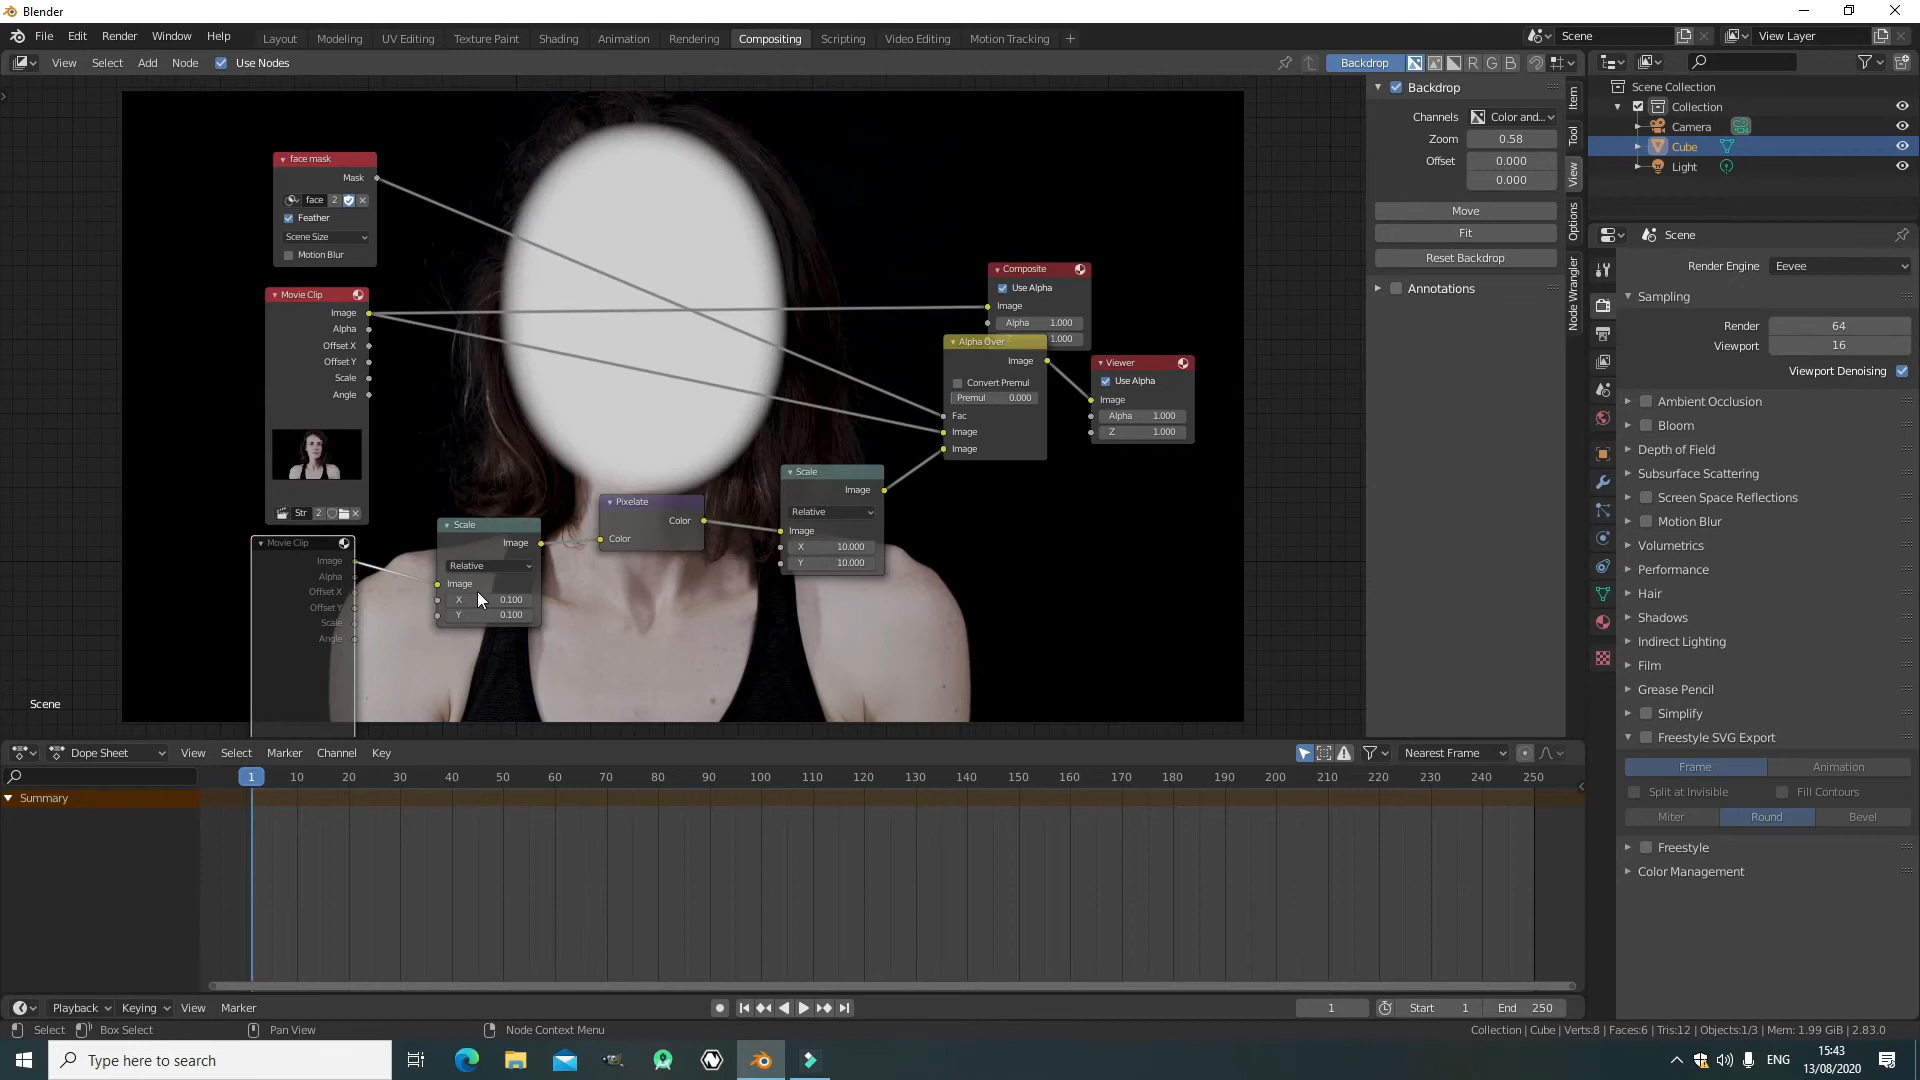 Blender
File Edit Render Window Help
Layout Modeling UV Editing Texture Paint Shading Animation Rendering Compositing Scripting Video Editing Motion Tracking +
Scene
View Layer
View Select Add Node Use Nodes
Backdrop R G B
Backdrop
Channels Color and...
Zoom 0.58
Offset 0.000
0.000
Move
Fit
Reset Backdrop
Annotations
Item
Tool
View
Options
Node Wrangler
Scene Collection
Collection
Camera
Cube
Light
Scene
Render Engine Eevee
Sampling
Render 64
Viewport 16
Viewport Denoising
Ambient Occlusion
Bloom
Depth of Field
Subsurface Scattering
Screen Space Reflections
Motion Blur
Volumetrics
Performance
Hair
Shadows
Indirect Lighting
Film
Grease Pencil
Simplify
Freestyle SVG Export
Frame Animation
Split at Invisible Fill Contours
Miter Round Bevel
Freestyle
Color Management
face mask
Mask
face 2
Feather
Scene Size
Motion Blur
Movie Clip
Image
Alpha
Offset X
Offset Y
Scale
Angle
Str 2
Movie Clip
Image
Alpha
Offset X
Offset Y
Scale
Angle
Scale
Image
Relative
Image
X 0.100
Y 0.100
Pixelate
Color
Color
Scale
Image
Relative
Image
X 10.000
Y 10.000
Composite
Use Alpha
Image
Alpha 1.000
1.000
Alpha Over
Image
Convert Premul
Premul 0.000
Fac
Image
Image
Viewer
Use Alpha
Image
Alpha 1.000
Z 1.000
Scene
Dope Sheet View Select Marker Channel Key
Nearest Frame
1 10 20 30 40 50 60 70 80 90 100 110 120 130 140 150 160 170 180 190 200 210 220 230 240 250
Summary
Playback Keying View Marker
1 Start 1 End 250
Select Box Select Pan View Node Context Menu
Collection | Cube | Verts:8 | Faces:6 | Tris:12 | Objects:1/3 | Mem: 1.99 GiB | 2.83.0
Type here to search
ENG
15:43
13/08/2020